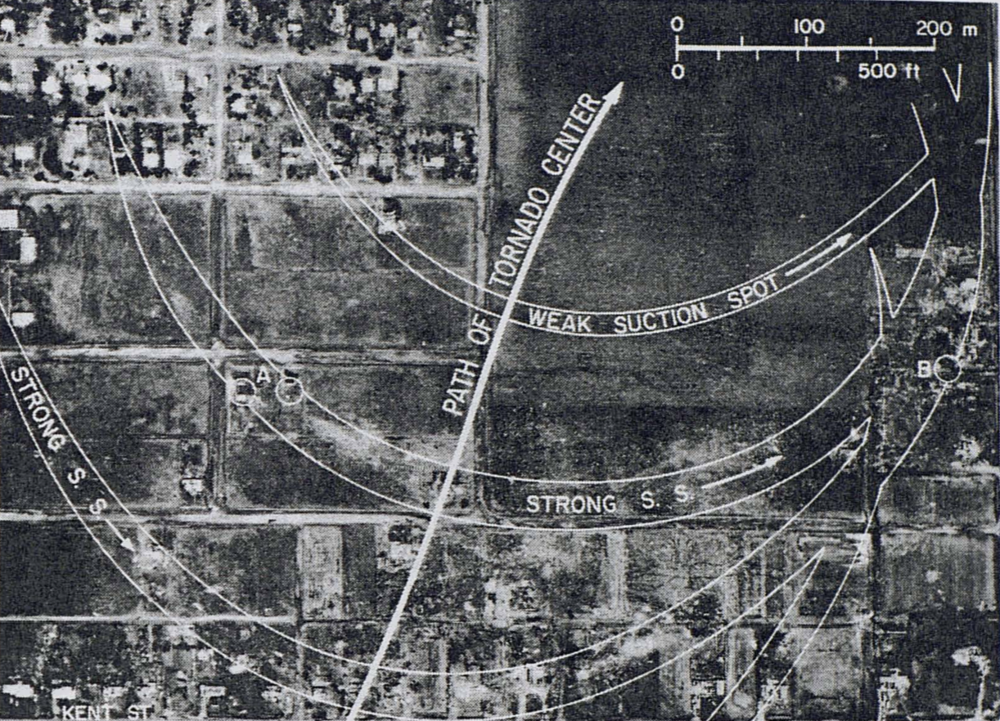 0 100 200 m
0 500 ft
PATH OF TORNADO CENTER
WEAK SUCTION SPOT
A
B
STRONG S. S.
STRONG S. S.
KENT ST